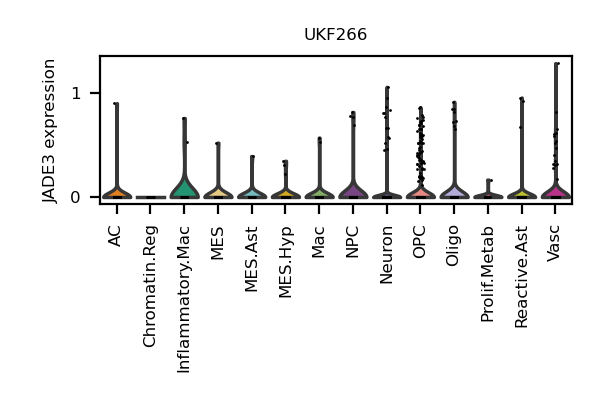 UKF266
JADE3 expression
1
0
AC
Chromatin.Reg
Inflammatory.Mac
MES
MES.Ast
MES.Hyp
Mac
NPC
Neuron
OPC
Oligo
Prolif.Metab
Reactive.Ast
Vasc